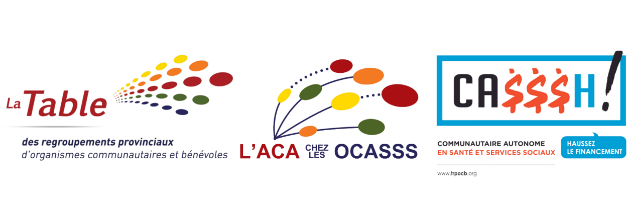 La Table
des regroupements provinciaux
d'organismes communautaires et bénévoles
L'ACA CHEZ LES OCASSS
CA$$$H!
COMMUNAUTAIRE AUTONOME
EN SANTÉ ET SERVICES SOCIAUX
HAUSSEZ
LE FINANCEMENT
www.trpocb.org